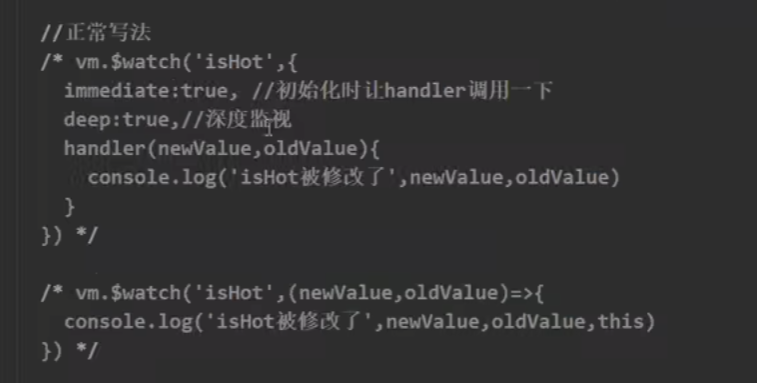 //正常写法
/* vm.$watch('isHot',{
immediate:true, //初始化时让handler调用一下
deep:true,//深度监视
handler(newValue,oldValue){
console.log('isHot被修改了',newValue,oldValue)
}
}) */
/* vm.$watch('isHot',(newValue,oldValue)=>{
console.log('isHot被修改了',newValue,oldValue,this)
}) */